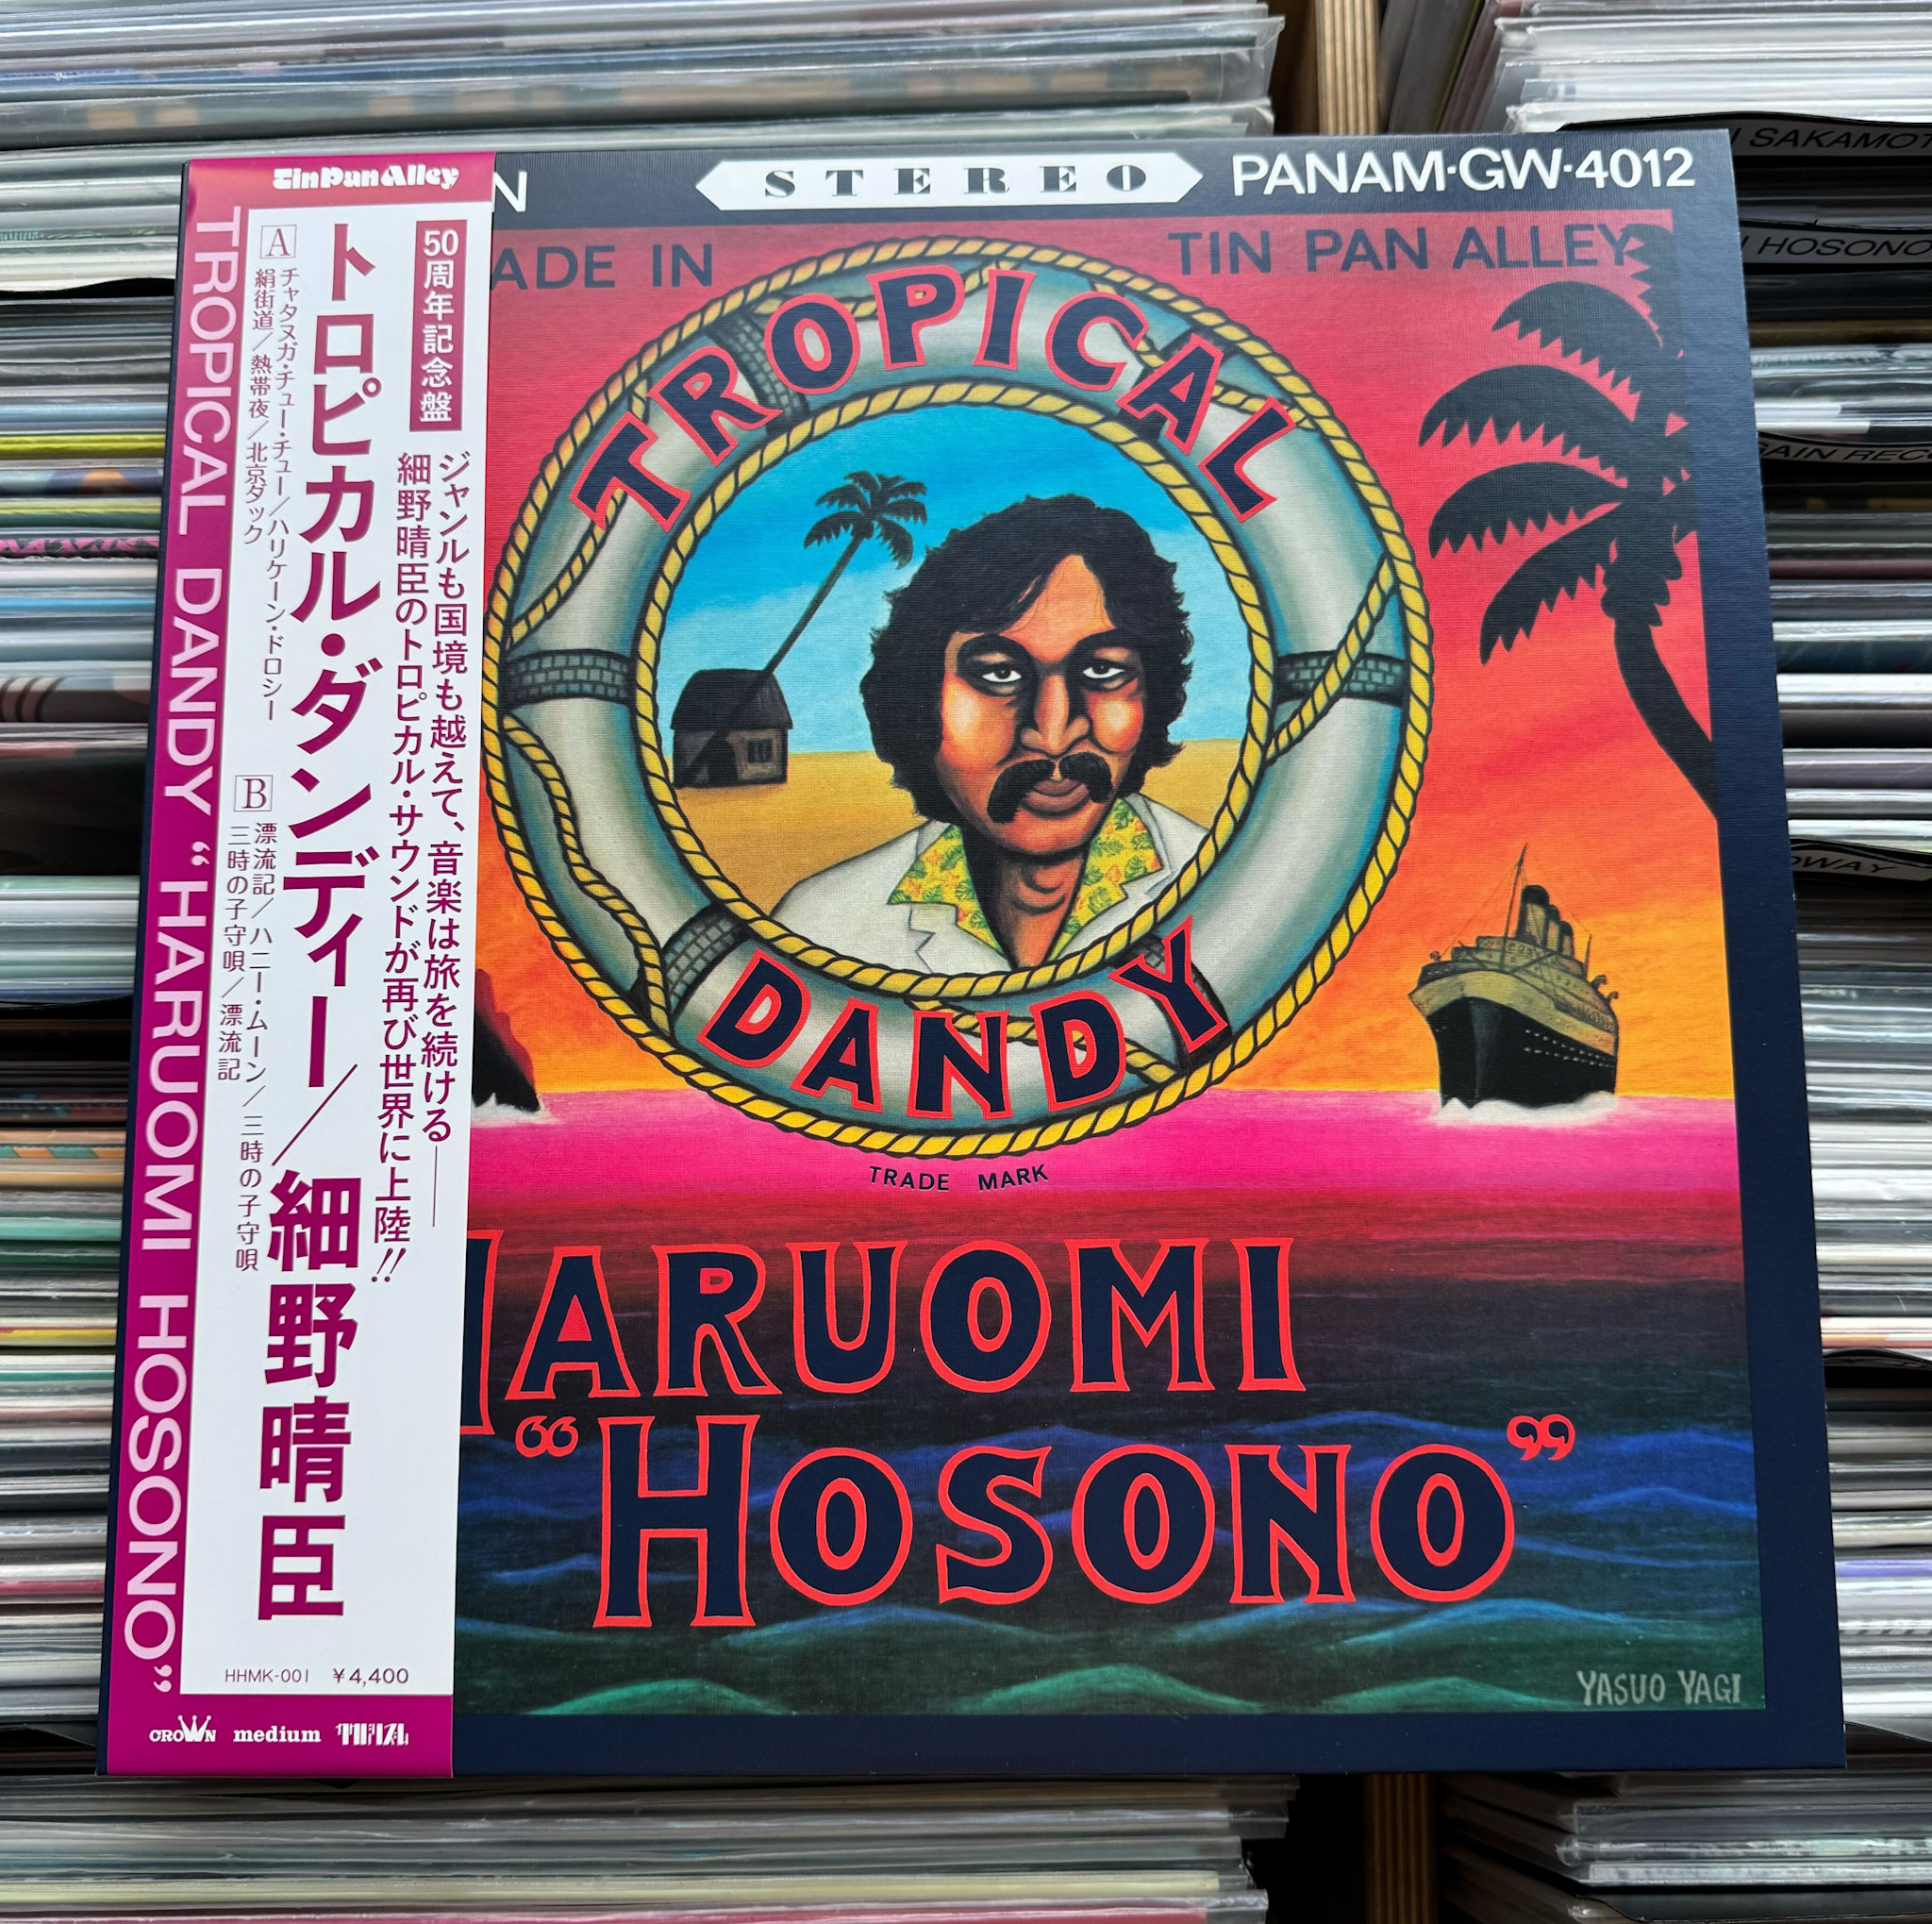 TinPanAlley
TROPICAL DANDY “HARUOMI HOSONO”
50周年記念盤
ジャンルも国境も越えて、音楽は旅を続ける——
細野晴臣のトロピカル・サウンドが再び世界に上陸!!
トロピカル・ダンディー/細野晴臣
A
チャタヌガ・チュー・チュー/ハリケーン・ドロシー
絹街道/熱帯夜/北京ダック
B
漂流記/ハニー・ムーン/三時の子守唄
三時の子守唄/漂流記
HHMK-001 ¥4,400
CROWN medium
N
STEREO
PANAM·GW·4012
ADE IN
TIN PAN ALLEY
TROPICAL
DANDY
TRADE MARK
HARUOMI
“HOSONO”
YASUO YAGI
SAKAMOT
HOSONO
AIN REC
DWAY